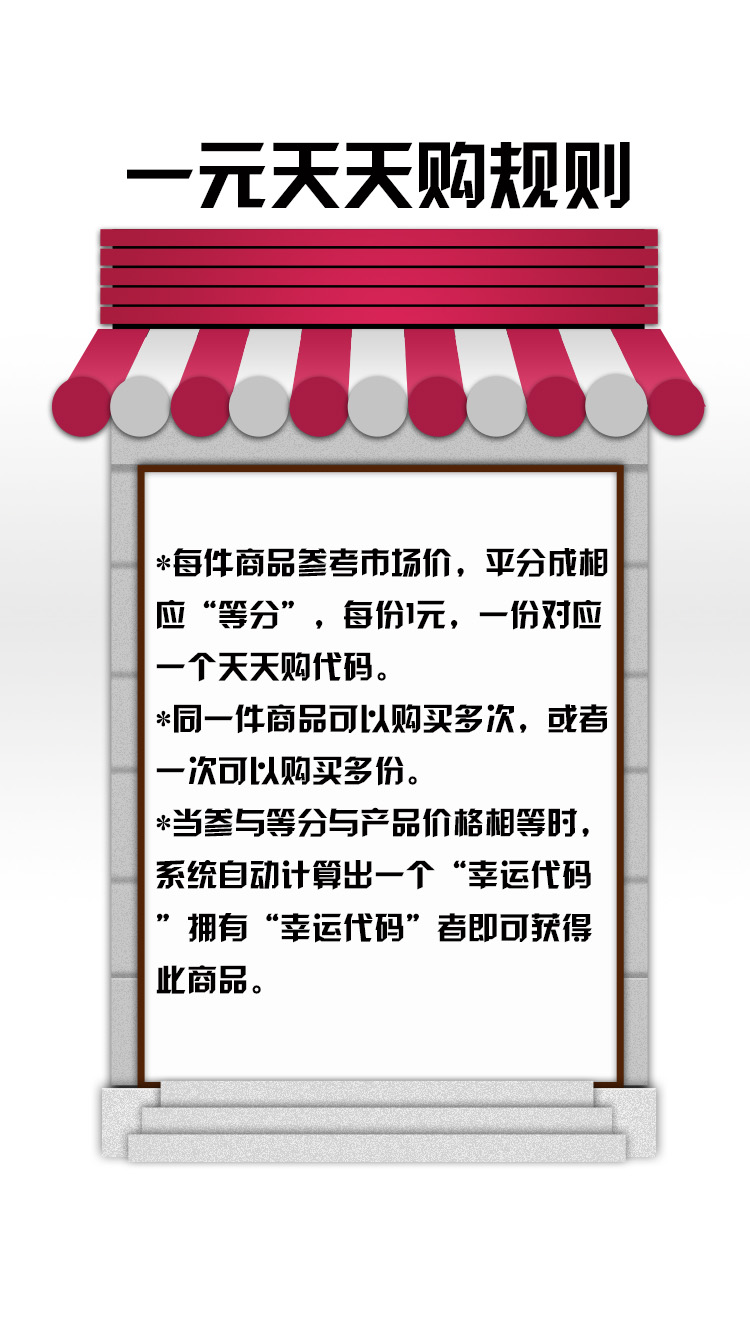 一元天天购规则
*每件商品参考市场价，平分成相
应“等分”，每份1元，一份对应
一个天天购代码。
*同一件商品可以购买多次，或者
一次可以购买多份。
*当参与等分与产品价格相等时，
系统自动计算出一个“幸运代码
”拥有“幸运代码”者即可获得
此商品。